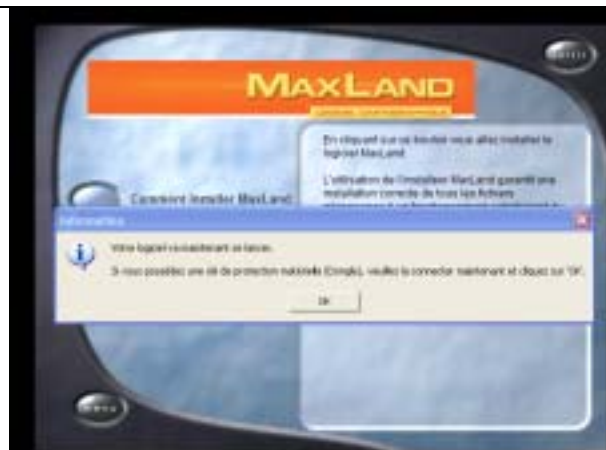 MAXLAND
En cliquant sur ce bouton vous allez installer le
logiciel MaxLand
L'utilisation de l'installeur MaxLand garantit une
installation correcte de tous les fichiers
Comment Installer MaxLand
Information
Votre logiciel va maintenant se lancer.
Si vous possédez une clé de protection matérielle (Dongle), veuillez la connecter maintenant et cliquez sur 'OK'.
OK